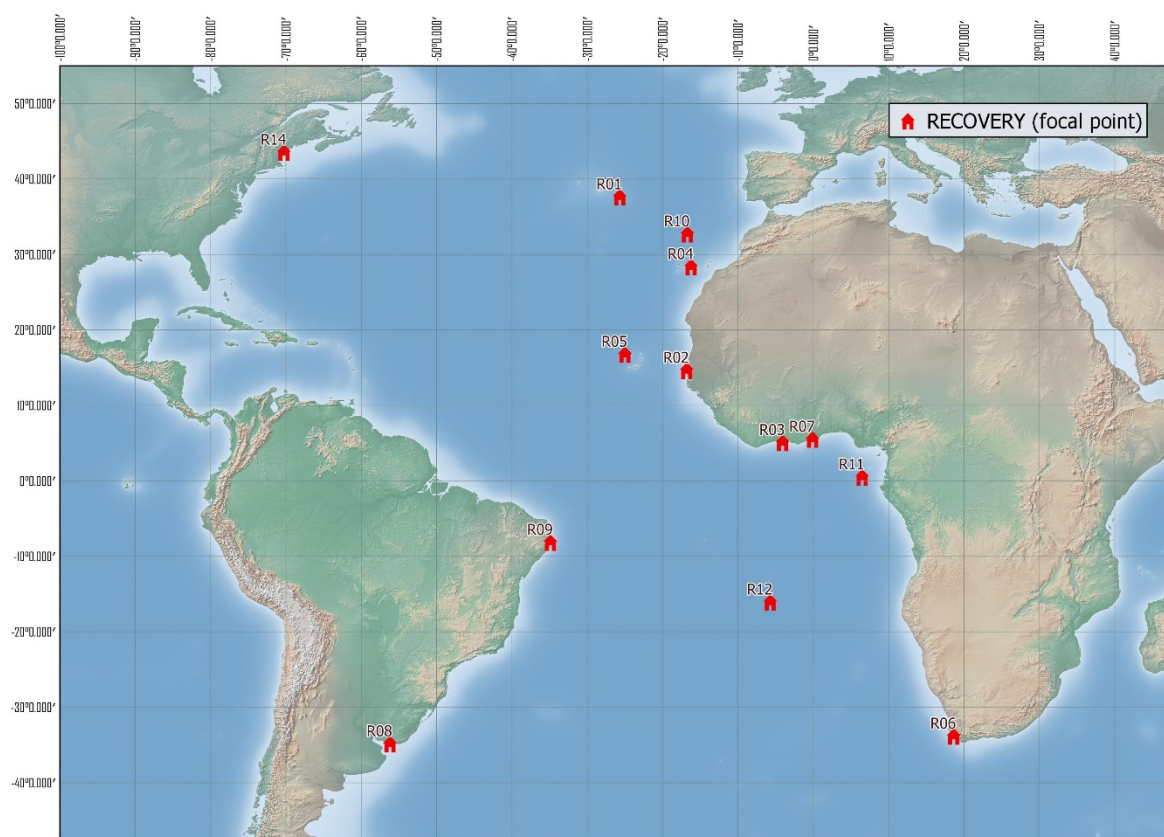 -100°0.000'
-90°0.000'
-80°0.000'
-70°0.000'
-60°0.000'
-50°0.000'
-40°0.000'
-30°0.000'
-20°0.000'
-10°0.000'
0°0.000'
10°0.000'
20°0.000'
30°0.000'
40°0.000'
50°0.000'
RECOVERY (focal point)
R14
40°0.000'
R01
R10
30°0.000'
R04
20°0.000'
R05
R02
10°0.000'
R03
R07
R11
0°0.000'
R09
-10°0.000'
R12
-20°0.000'
-30°0.000'
R08
R06
-40°0.000'